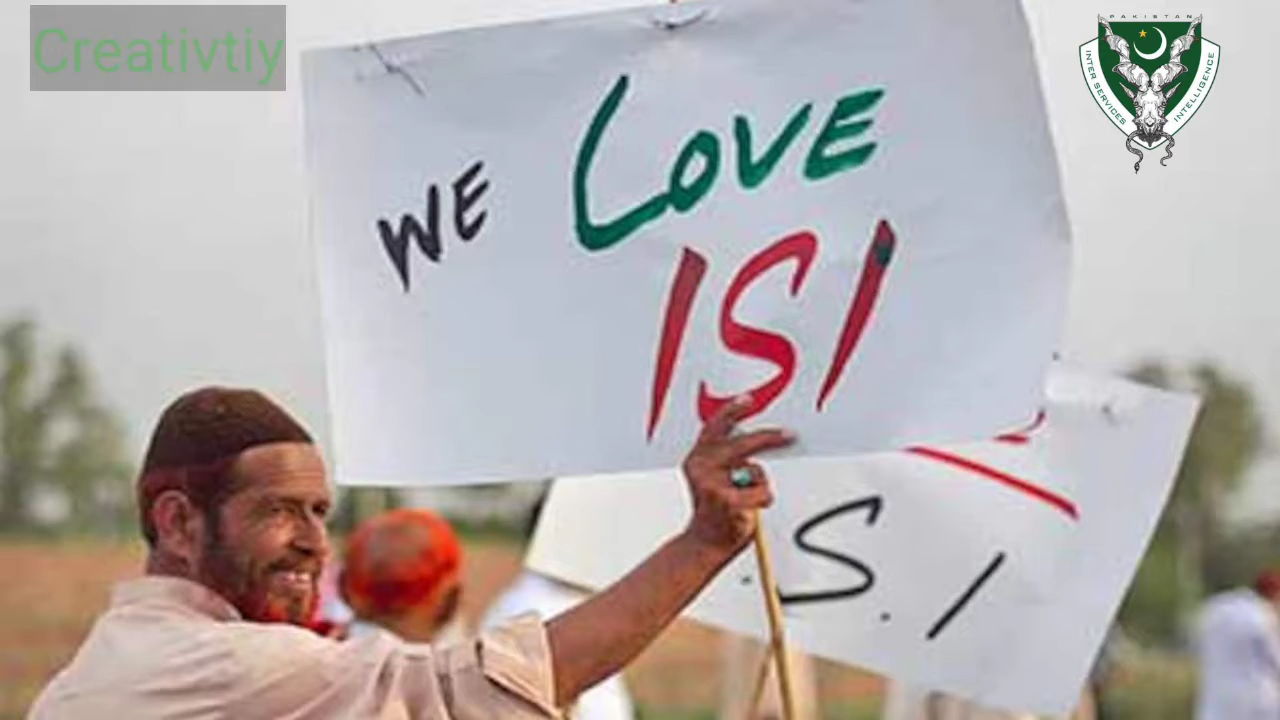 Creativtiy
PAKISTAN
INTER SERVICES
INTELLIGENCE
WE LOVE
ISI
.S.I